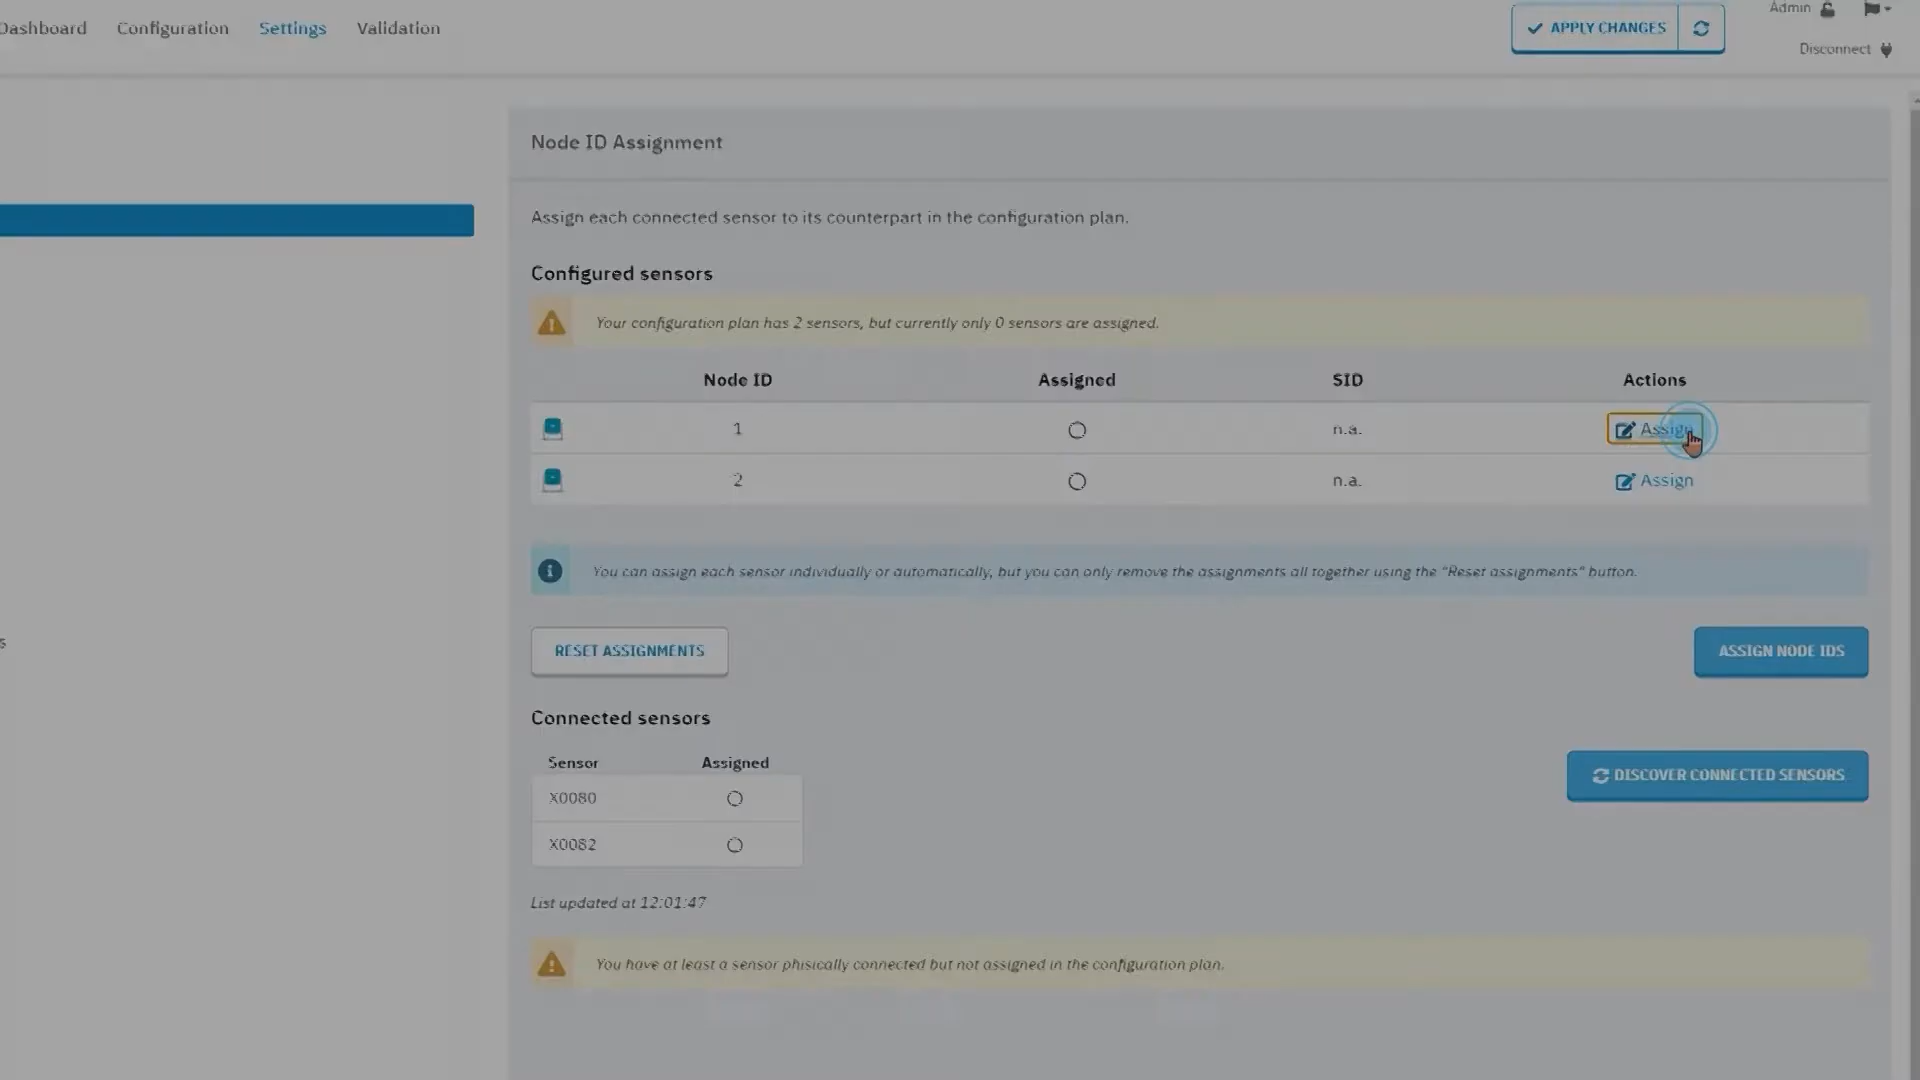 Dashboard Configuration Settings Validation
APPLY CHANGES
Admin
Disconnect
Node ID Assignment
Assign each connected sensor to its counterpart in the configuration plan.
Configured sensors
Your configuration plan has 2 sensors, but currently only 0 sensors are assigned.
Node ID Assigned SID Actions
1 n.a. Assign
2 n.a. Assign
You can assign each sensor individually or automatically, but you can only remove the assignments all together using the "Reset assignments" button.
RESET ASSIGNMENTS
ASSIGN NODE IDS
Connected sensors
Sensor Assigned
DISCOVER CONNECTED SENSORS
X0080
X0082
List updated at 12:01:47
You have at least a sensor phisically connected but not assigned in the configuration plan.
s